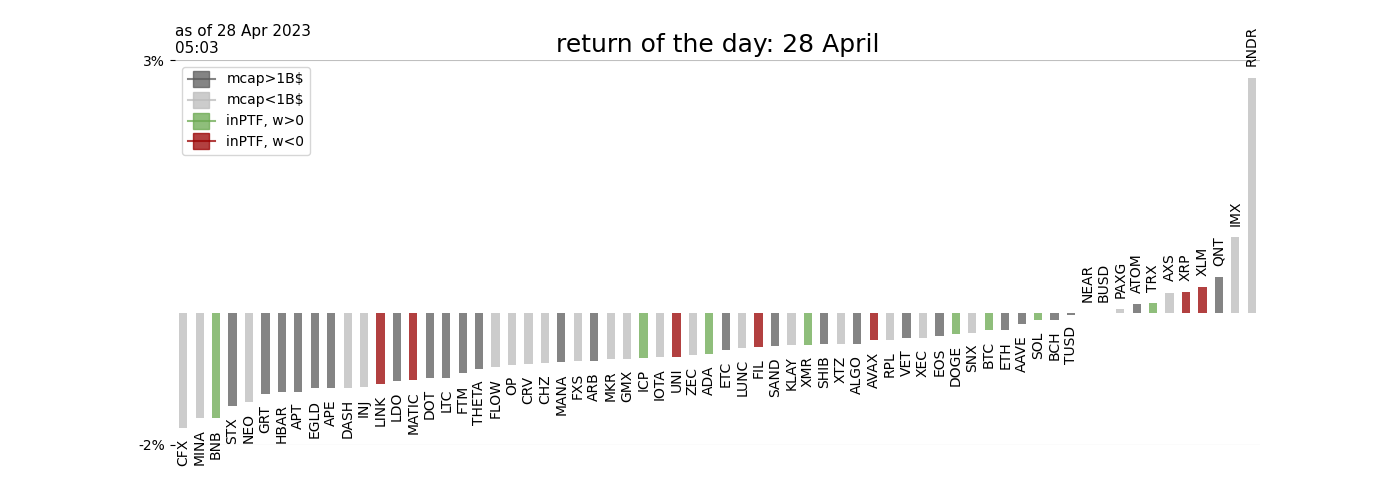 as of 28 Apr 2023
05:03
return of the day: 28 April
3%
mcap>1B$
mcap<1B$
inPTF, w>0
inPTF, w<0
-2%
CFX
MINA
BNB
STX
NEO
GRT
HBAR
APT
EGLD
APE
DASH
INJ
LINK
LDO
MATIC
DOT
LTC
FTM
THETA
FLOW
OP
CRV
CHZ
MANA
FXS
ARB
MKR
GMX
ICP
IOTA
UNI
ZEC
ADA
ETC
LUNC
FIL
SAND
KLAY
XMR
SHIB
XTZ
ALGO
AVAX
RPL
VET
XEC
EOS
DOGE
SNX
BTC
ETH
AAVE
SOL
BCH
TUSD
NEAR
BUSD
PAXG
ATOM
TRX
AXS
XRP
XLM
QNT
IMX
RNDR